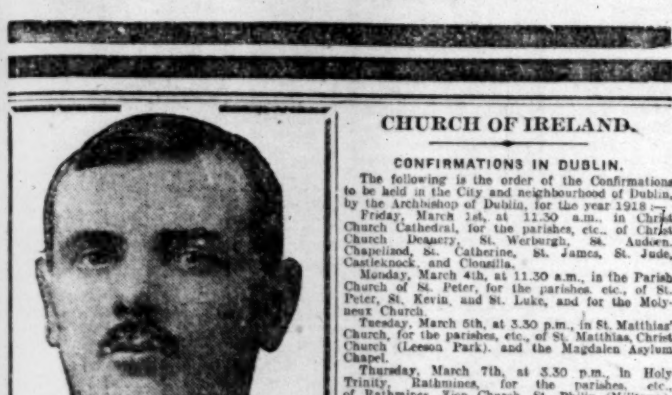 CHURCH OF IRELAND.
CONFIRMATIONS IN DUBLIN.
The following is the order of the Confirmations
to be held in the City and neighbourhood of Dublin,
by the Archbishop of Dublin, for the year 1918:—
Friday, March 1st, at 11.30 a.m., in Christ
Church Cathedral, for the parishes, etc., of Christ
Church Deanery, St. Werburgh, St. Audoen,
Chapelizod, St. Catherine, St. James, St. Jude,
Castleknock, and Clonsilla.
Monday, March 4th, at 11.30 a.m., in the Parish
Church of St. Peter, for the parishes, etc., of St.
Peter, St. Kevin, and St. Luke, and for the Moly-
neux Church.
Tuesday, March 5th, at 3.30 p.m., in St. Matthias'
Church, for the parishes, etc., of St. Matthias, Christ
Church (Leeson Park), and the Magdalen Asylum
Chapel.
Thursday, March 7th, at 3.30 p.m., in Holy
Trinity, Rathmines, for the parishes, etc.,
of Rathmines, Zion Church, St. Philip